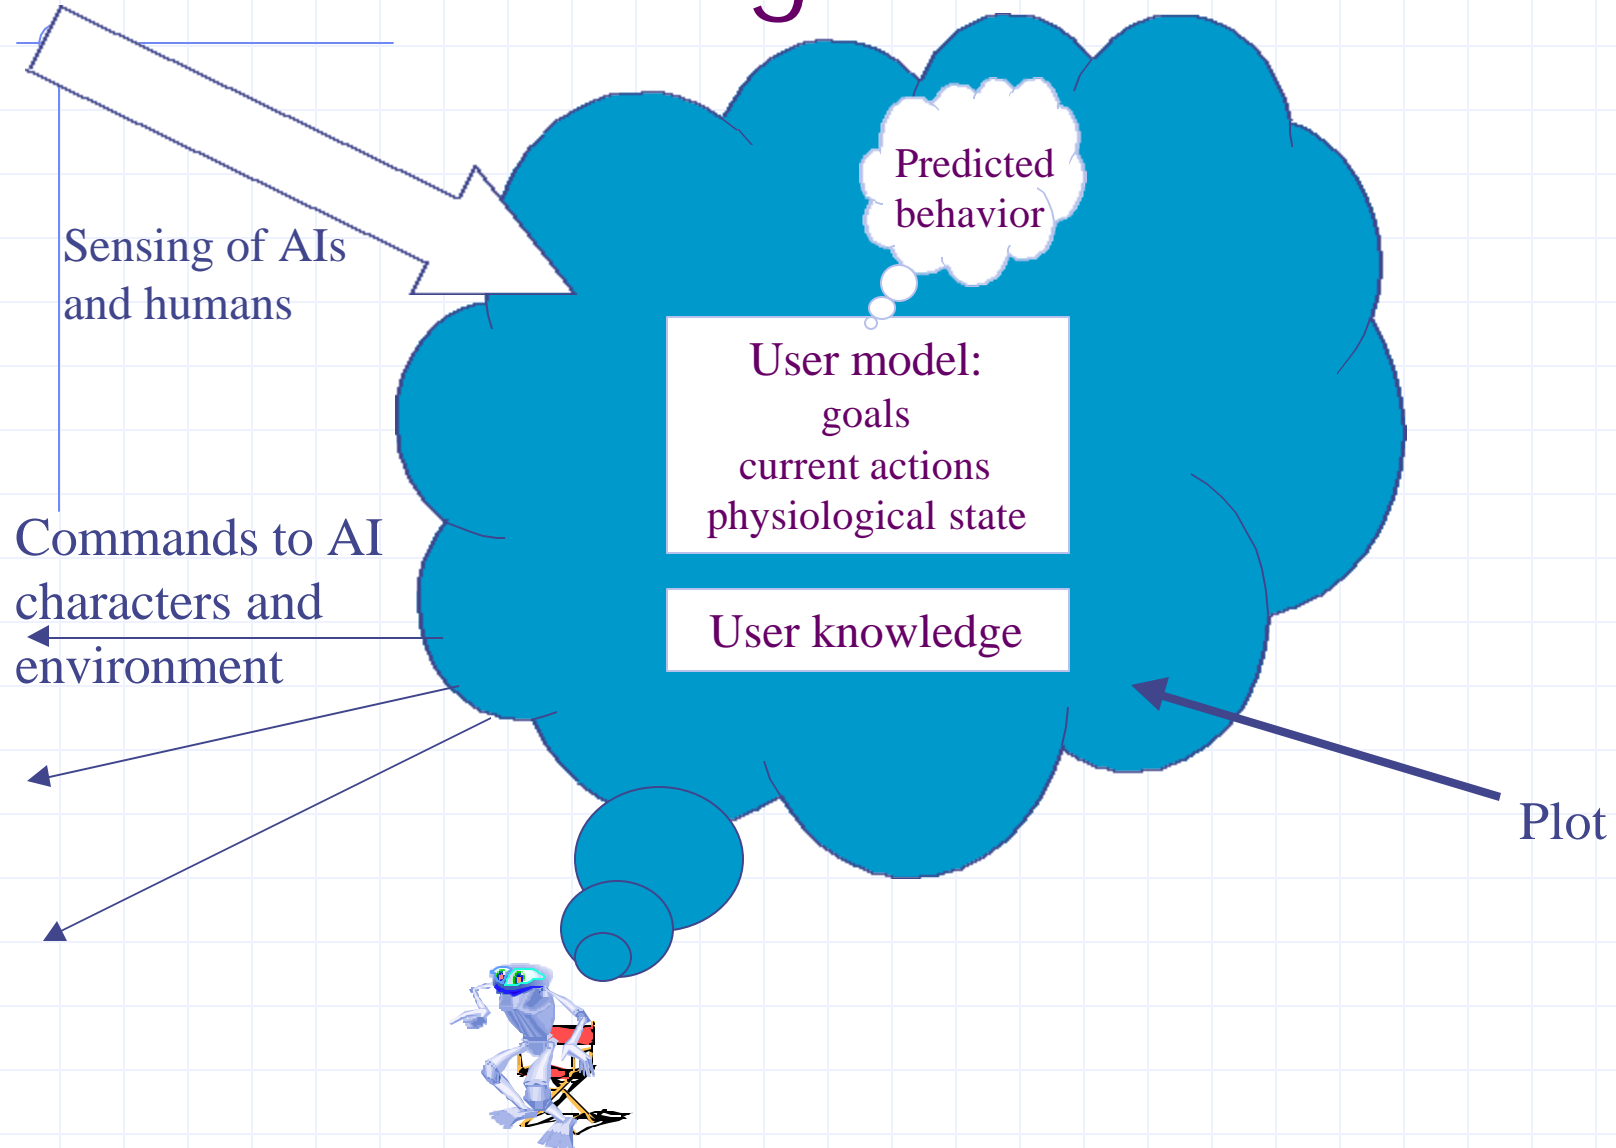 Predicted
behavior
Sensing of AIs
and humans
User model:
goals
current actions
physiological state
Commands to AI
characters and
environment
User knowledge
Plot